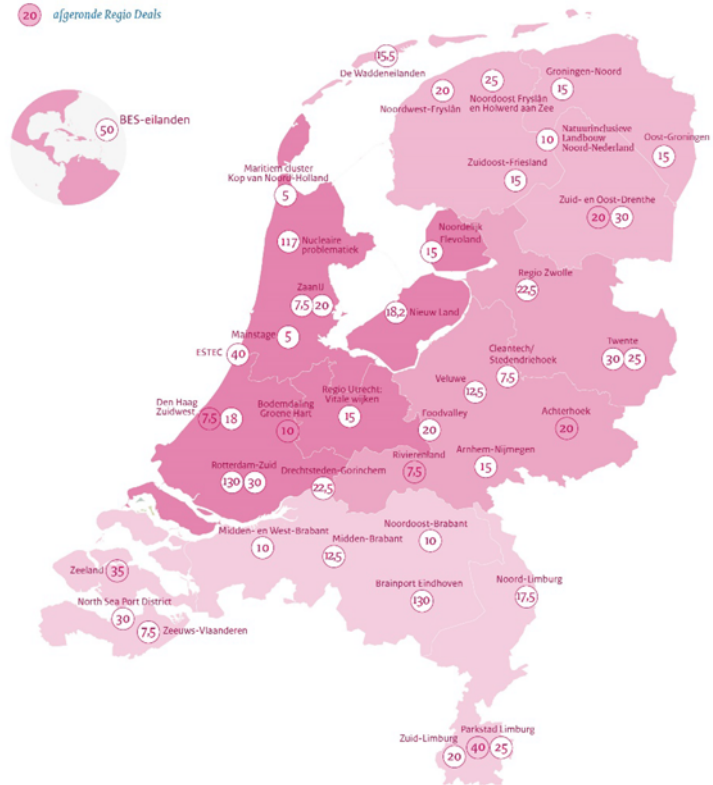 20 afgeronde Regio Deals
15,5
De Waddeneilanden
20
Noordwest-Fryslân
25
Noordoost Fryslân
en Holwerd aan Zee
Groningen-Noord
15
50 BES-eilanden
10 Natuurinclusieve
Landbouw
Noord-Nederland
Oost-Groningen
15
Zuidoost-Friesland
15
Maritiem cluster
Kop van Noord-Holland
5
Zuid- en Oost-Drenthe
20 30
117 Nucleaire
problematiek
Noordelijk
Flevoland
15
Regio Zwolle
22,5
ZaanIJ
7,5 20
18,2 Nieuw Land
Mainstage 5
ESTEC 40
Cleantech/
Stedendriehoek
7,5
Twente
30 25
Veluwe
12,5
Den Haag
Zuidwest
7,5 18
Bodemdaling
Groene Hart
10
Regio Utrecht:
Vitale wijken
15
Foodvalley
20
Achterhoek
20
Rotterdam-Zuid
130 30
Drechtsteden-Gorinchem
22,5
Rivierenland
7,5
Arnhem-Nijmegen
15
Midden- en West-Brabant
10
Midden-Brabant
12,5
Noordoost-Brabant
10
Zeeland 35
Brainport Eindhoven
130
Noord-Limburg
17,5
North Sea Port District
30
7,5 Zeeuws-Vlaanderen
Zuid-Limburg
20
Parkstad Limburg
40 25